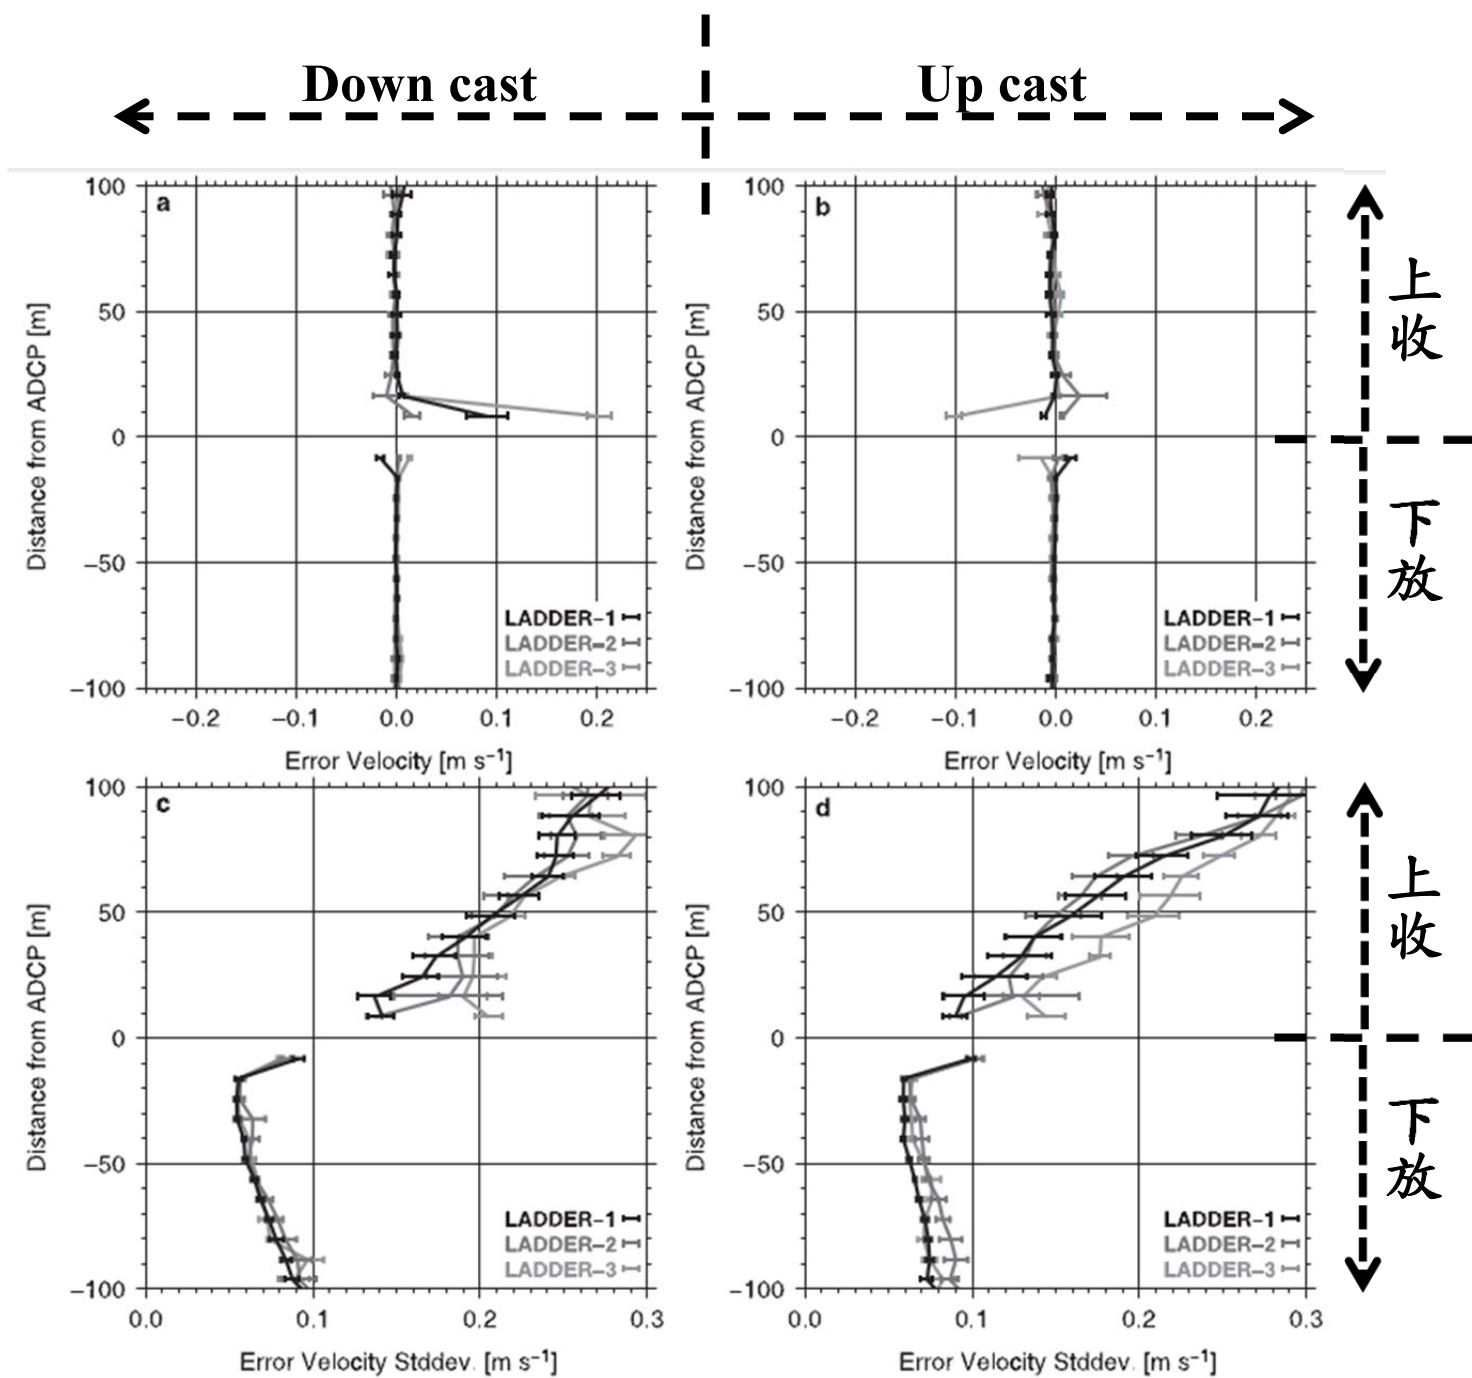 Down cast
Up cast
a
100
50
0
−50
−100
Distance from ADCP [m]
LADDER−1
LADDER−2
LADDER−3
−0.2 −0.1 0.0 0.1 0.2
Error Velocity [m s−1]
b
100
50
0
−50
−100
Distance from ADCP [m]
LADDER−1
LADDER−2
LADDER−3
−0.2 −0.1 0.0 0.1 0.2
Error Velocity [m s−1]
上收
下放
c
100
50
0
−50
−100
Distance from ADCP [m]
LADDER−1
LADDER−2
LADDER−3
0.0 0.1 0.2 0.3
Error Velocity Stddev. [m s−1]
d
100
50
0
−50
−100
Distance from ADCP [m]
LADDER−1
LADDER−2
LADDER−3
0.0 0.1 0.2 0.3
Error Velocity Stddev. [m s−1]
上收
下放